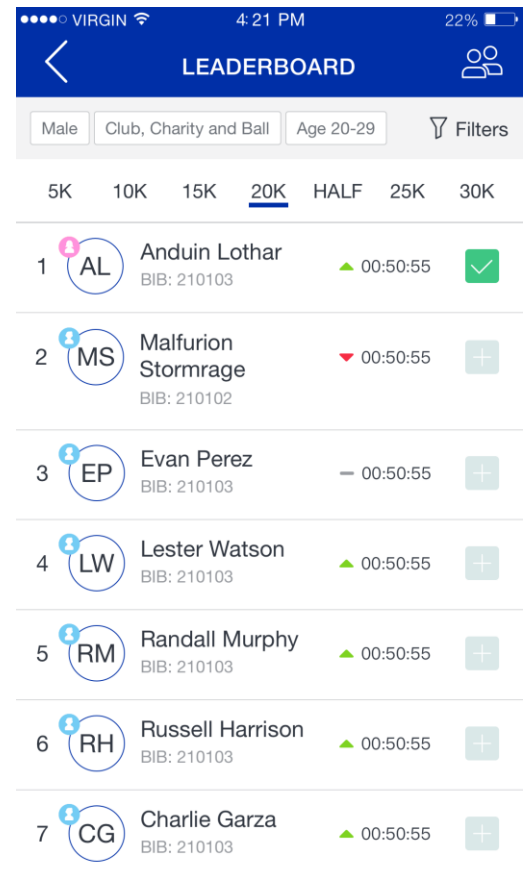 VIRGIN 4:21 PM 22%
LEADERBOARD
Male Club, Charity and Ball Age 20-29 Filters
5K 10K 15K 20K HALF 25K 30K
1 AL Anduin Lothar 00:50:55
BIB: 210103
2 MS Malfurion
Stormrage 00:50:55
BIB: 210102
3 EP Evan Perez 00:50:55
BIB: 210103
4 LW Lester Watson 00:50:55
BIB: 210103
5 RM Randall Murphy 00:50:55
BIB: 210103
6 RH Russell Harrison 00:50:55
BIB: 210103
7 CG Charlie Garza 00:50:55
BIB: 210103